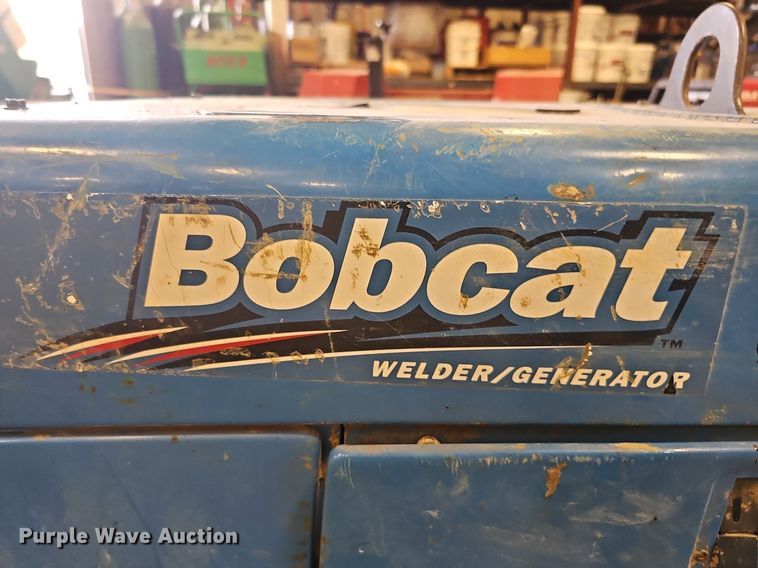 Bobcat
TM
WELDER/GENERATOR
Purple Wave Auction